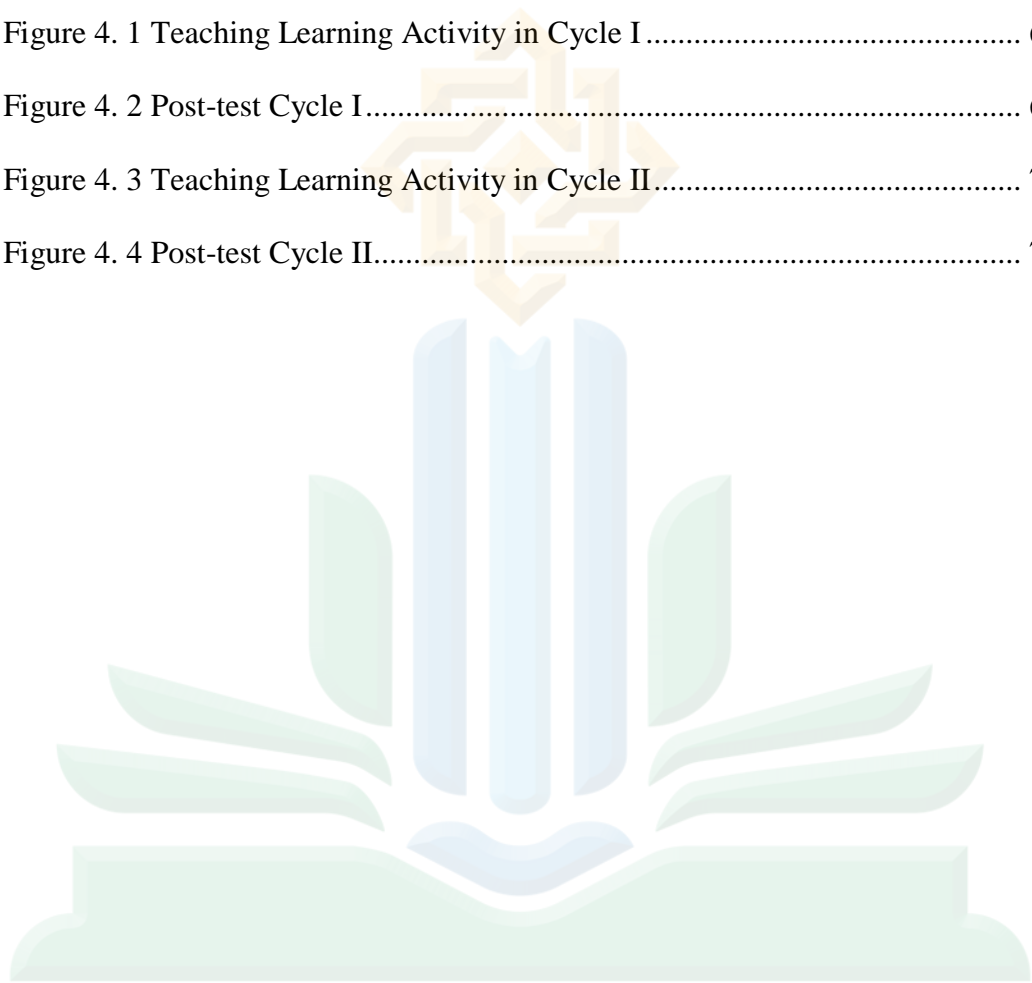 Figure 4. 1 Teaching Learning Activity in Cycle I ..........................................................
Figure 4. 2 Post-test Cycle I .....................................................................................................
Figure 4. 3 Teaching Learning Activity in Cycle II .........................................................
Figure 4. 4 Post-test Cycle II....................................................................................................